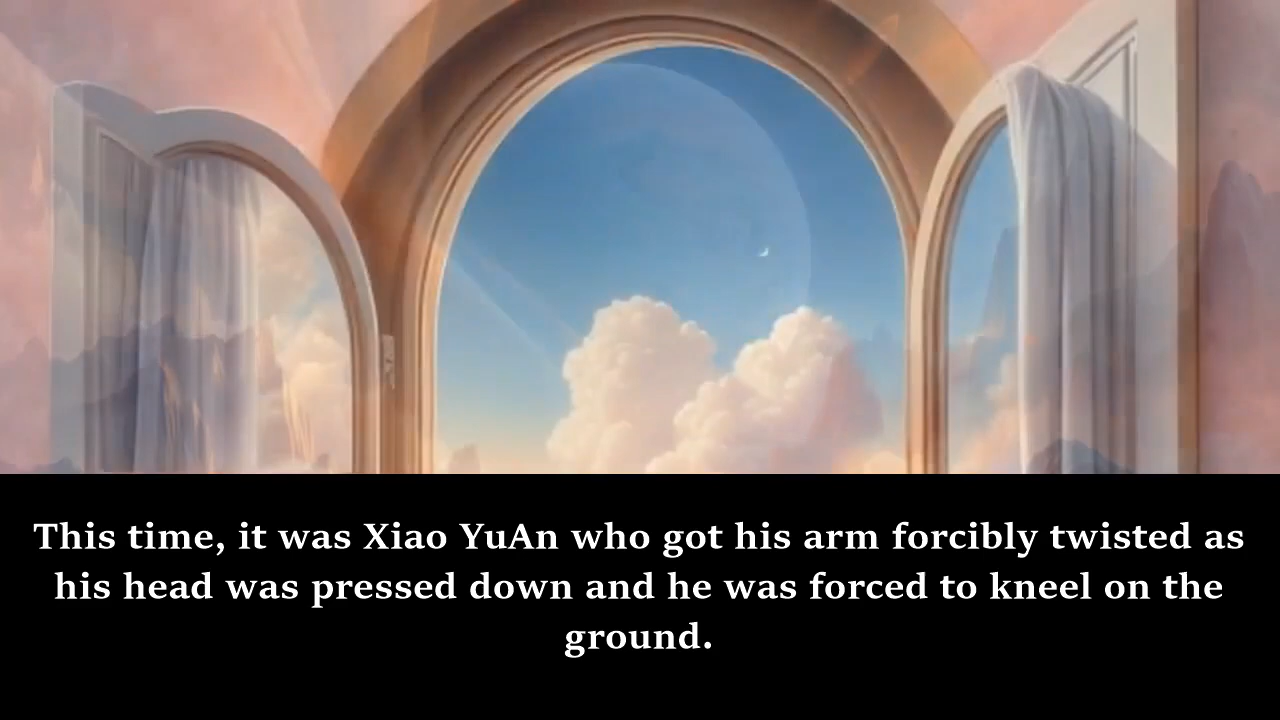 This time, it was Xiao YuAn who got his arm forcibly twisted as
his head was pressed down and he was forced to kneel on the
ground.